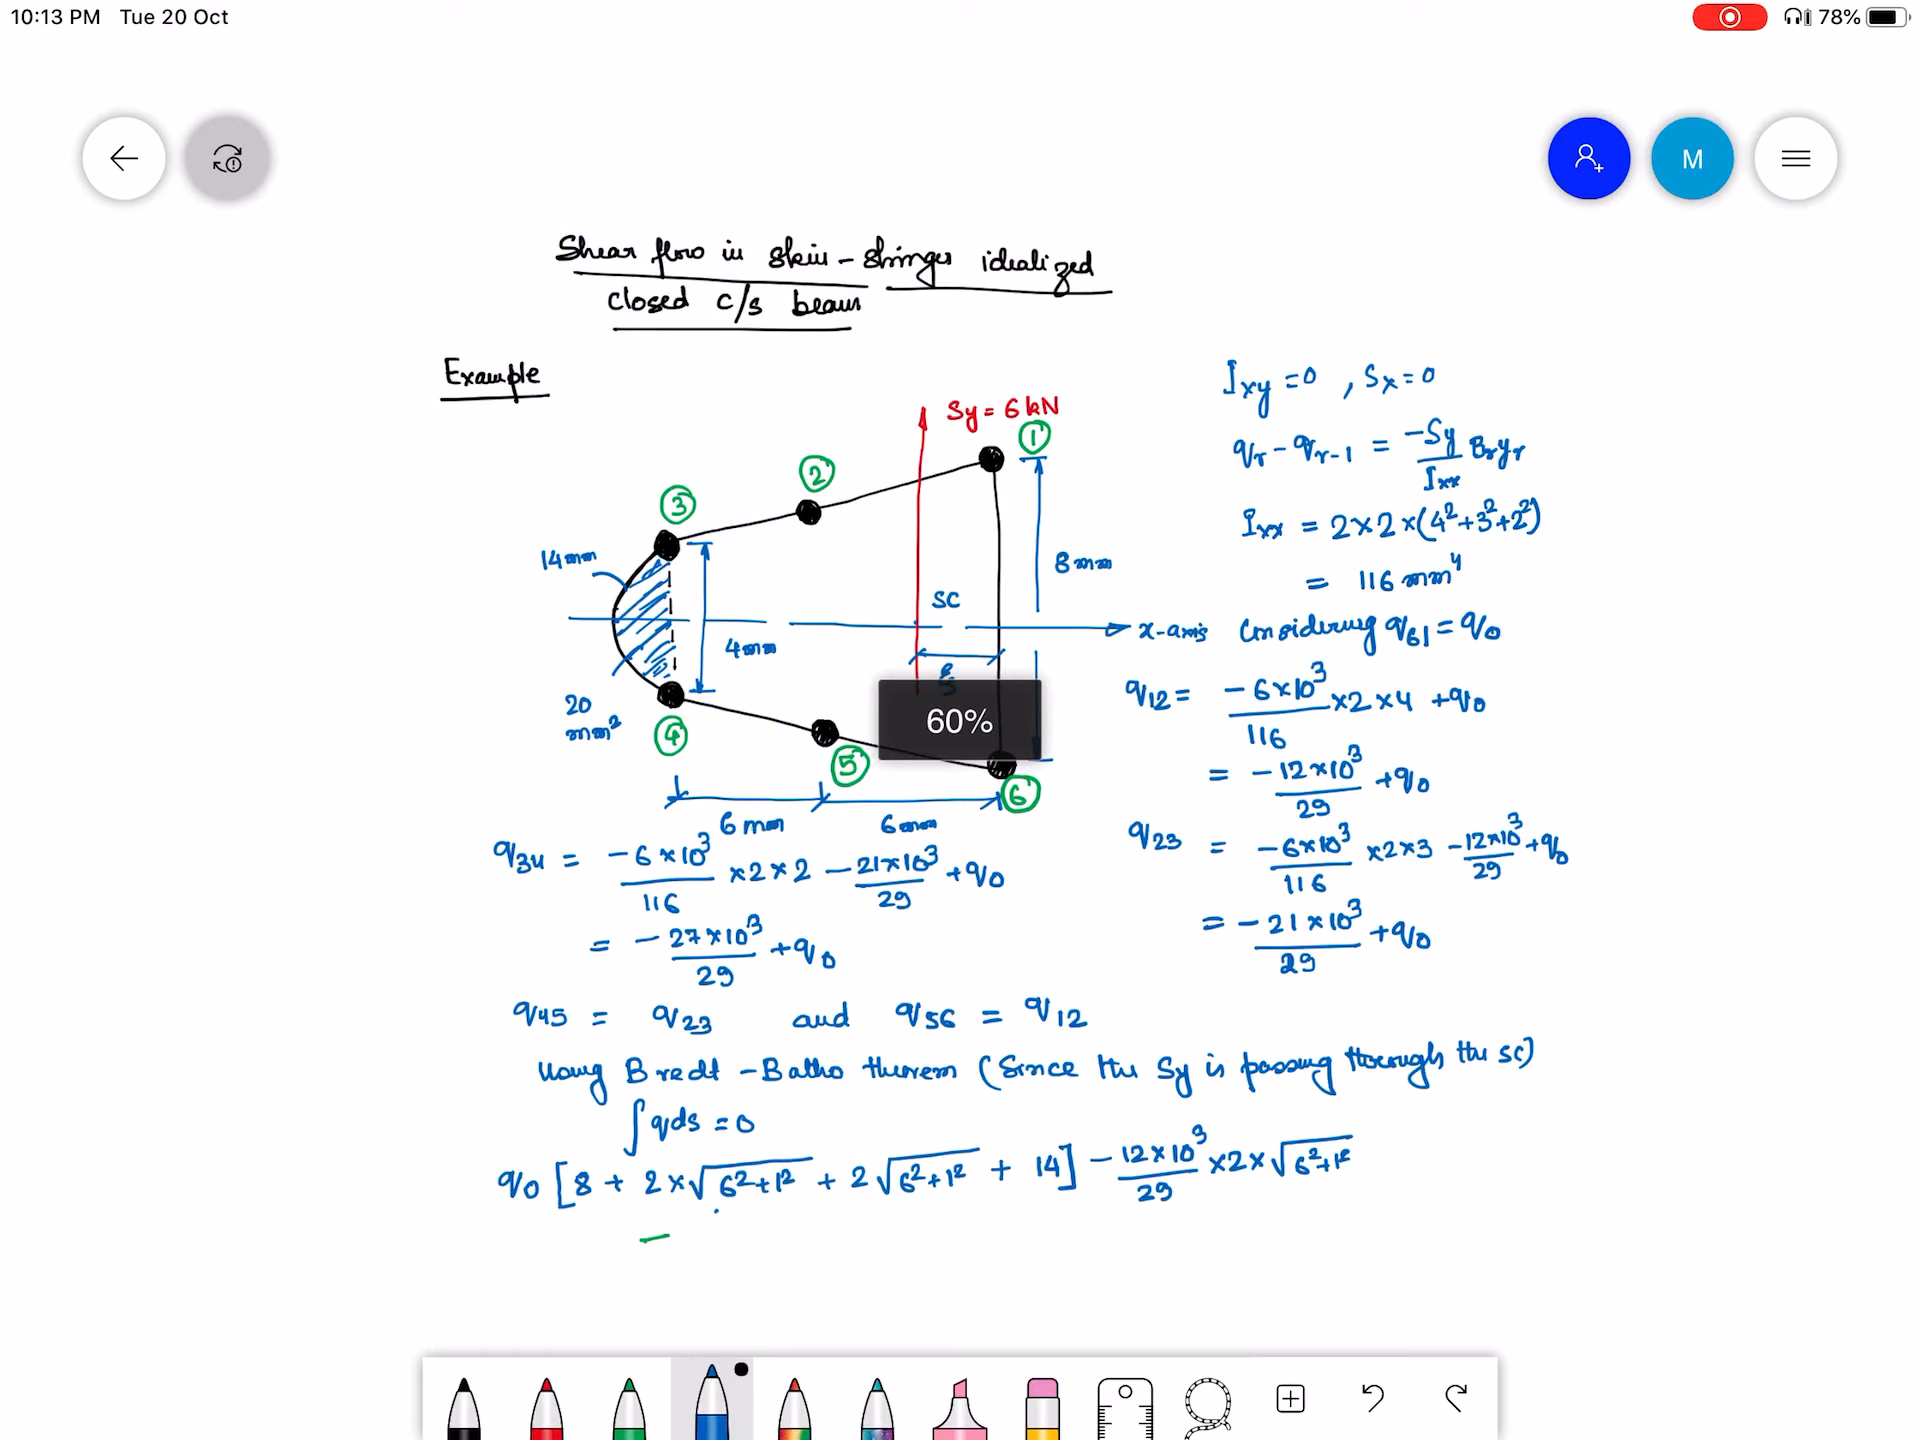 10:13 PM Tue 20 Oct
78%
M
Shear flow in skin-stringer idealized
closed c/s beam
Example
Sy = 6 kN
1
2
3
14mm
8 mm
SC
x-axis
4mm
20
mm²
60%
4
5
6
6 mm
6 mm
Ixy = 0 , Sx = 0
qr - qr-1 = -Sy/Ixx Br yr
Ixx = 2×2×(4²+3²+2²)
= 116 mm⁴
Considering q61 = q0
q12 = -6×10³/116 ×2×4 + q0
= -12×10³/29 + q0
q23 = -6×10³/116 ×2×3 -12×10³/29 + q0
= -21×10³/29 + q0
q34 = -6×10³/116 ×2×2 -21×10³/29 + q0
= -27×10³/29 + q0
q45 = q23 and q56 = q12
Using Bredt-Batho theorem (Since the Sy is passing through the SC)
∫qds = 0
q0 [8 + 2×√6²+1² + 2√6²+1² + 14] - 12×10³/29 ×2×√6²+1²